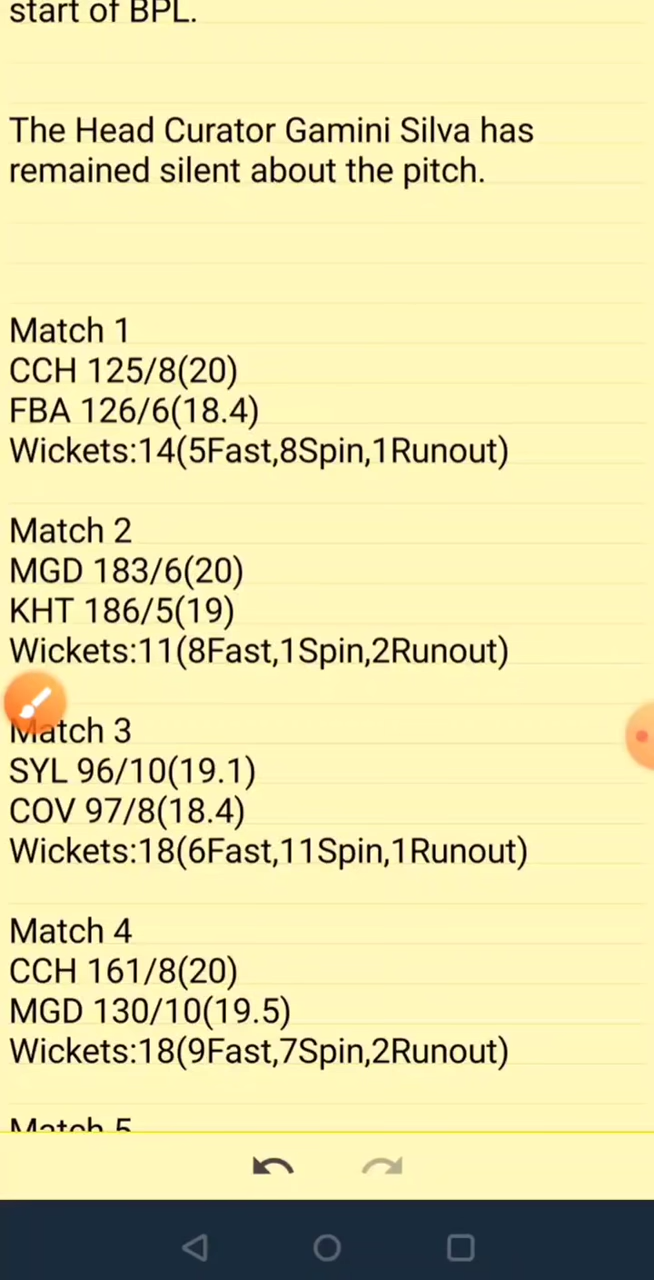 start of BPL.
The Head Curator Gamini Silva has
remained silent about the pitch.
Match 1
CCH 125/8(20)
FBA 126/6(18.4)
Wickets:14(5Fast,8Spin,1Runout)
Match 2
MGD 183/6(20)
KHT 186/5(19)
Wickets:11(8Fast,1Spin,2Runout)
Match 3
SYL 96/10(19.1)
COV 97/8(18.4)
Wickets:18(6Fast,11Spin,1Runout)
Match 4
CCH 161/8(20)
MGD 130/10(19.5)
Wickets:18(9Fast,7Spin,2Runout)
Match 5